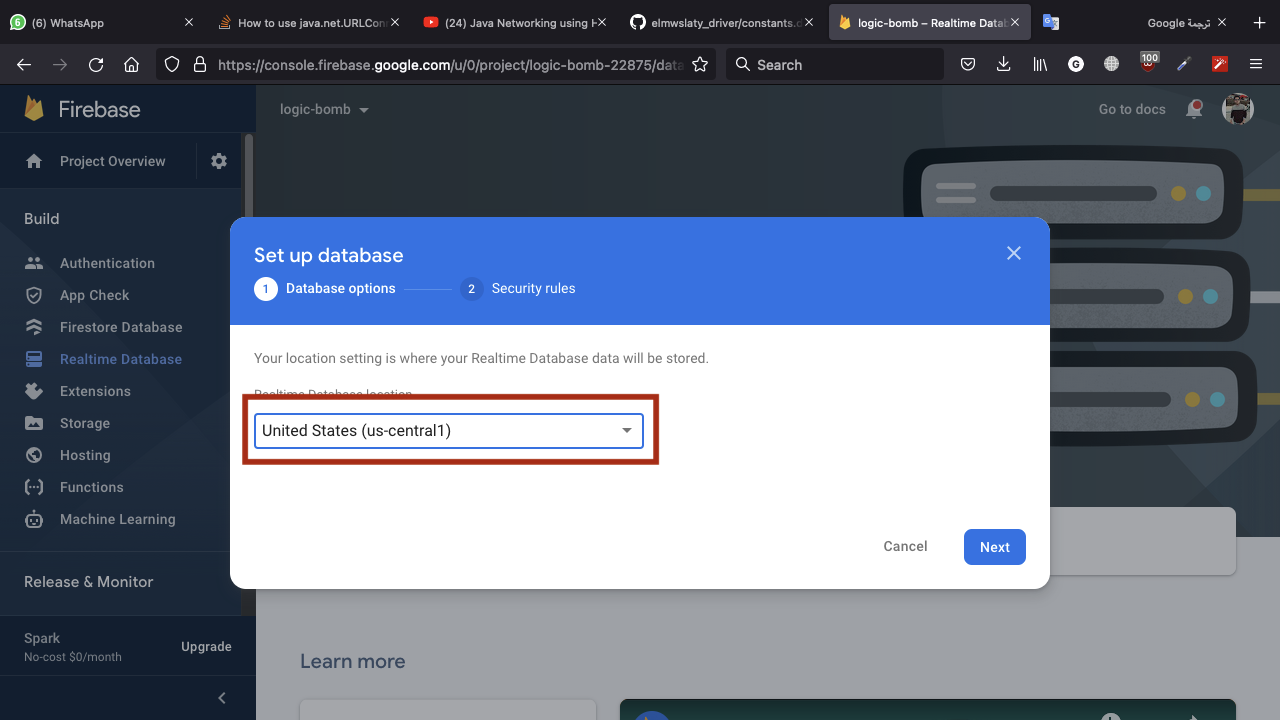 (6) WhatsApp
How to use java.net.URLConn
(24) Java Networking using H
elmwslaty_driver/constants.d
logic-bomb – Realtime Datab
ترجمة Google
https://console.firebase.google.com/u/0/project/logic-bomb-22875/data
Search
100
Firebase
logic-bomb
Go to docs
Project Overview
Build
Authentication
App Check
Firestore Database
Realtime Database
Extensions
Storage
Hosting
Functions
Machine Learning
Release & Monitor
Spark
No-cost $0/month
Upgrade
Set up database
1 Database options
2 Security rules
Your location setting is where your Realtime Database data will be stored.
Realtime Database location
United States (us-central1)
Cancel
Next
Learn more